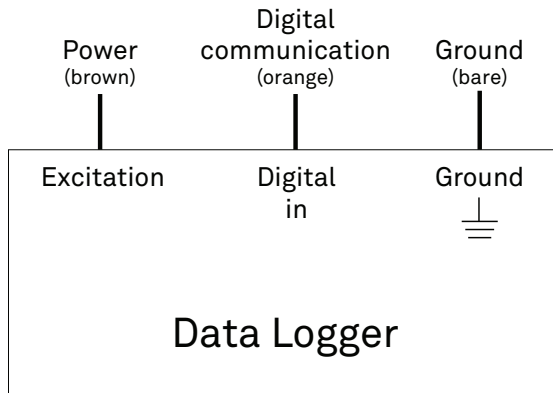 Power
(brown)
Digital
communication
(orange)
Ground
(bare)
Excitation
Digital
in
Ground
Data Logger